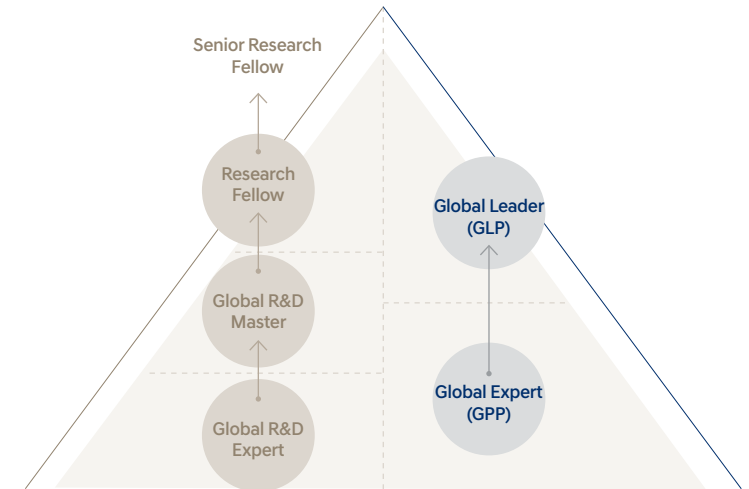 Senior Research
Fellow
Research
Fellow
Global R&D
Master
Global R&D
Expert
Global Leader
(GLP)
Global Expert
(GPP)